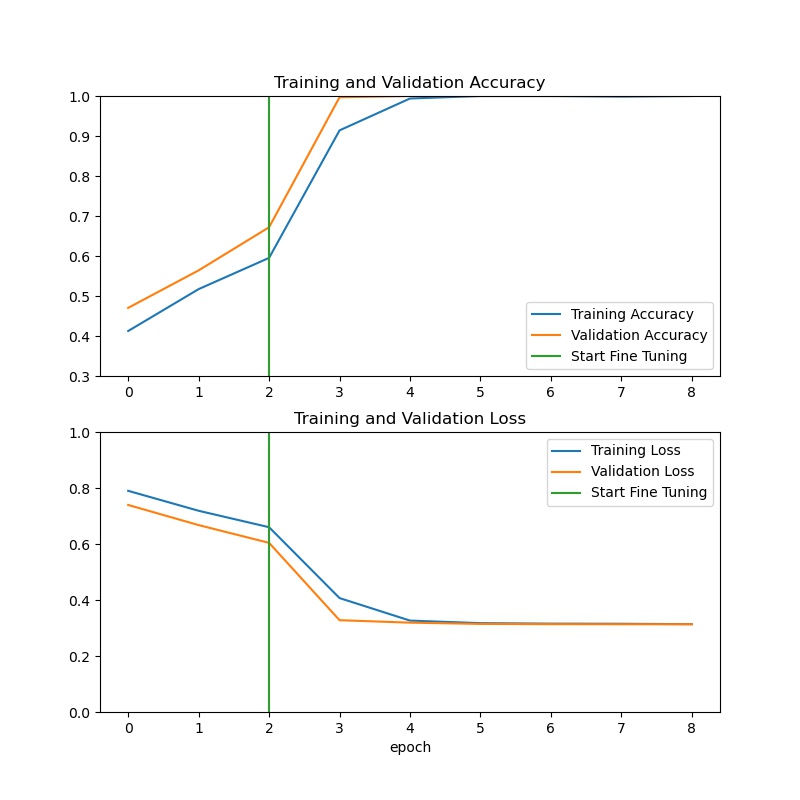 Training and Validation Accuracy
1.0
0.9
0.8
0.7
0.6
0.5
0.4
0.3
Training Accuracy
Validation Accuracy
Start Fine Tuning
0 1 2 3 4 5 6 7 8
Training and Validation Loss
1.0
0.8
0.6
0.4
0.2
0.0
Training Loss
Validation Loss
Start Fine Tuning
0 1 2 3 4 5 6 7 8
epoch